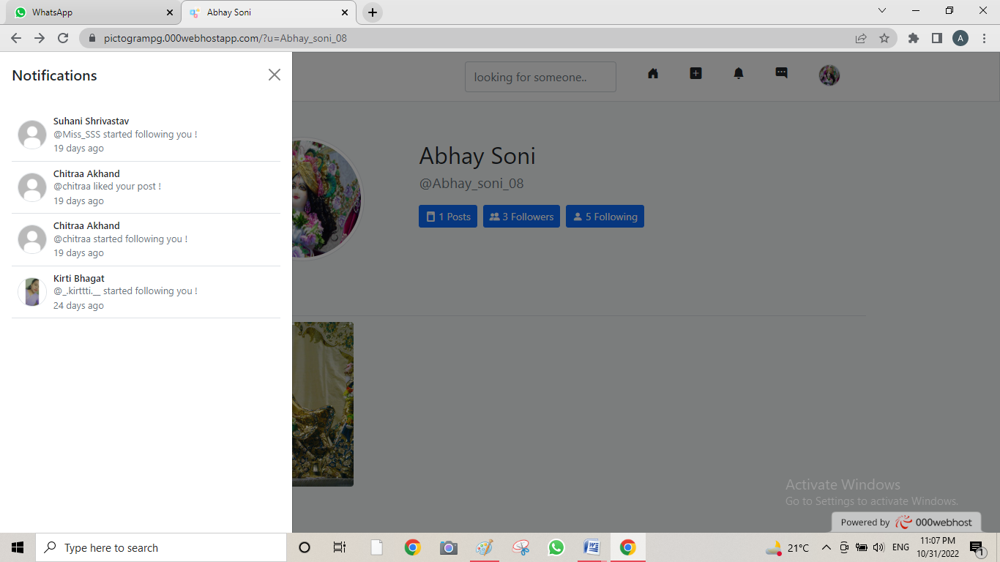 WhatsApp
Abhay Soni
pictogrampg.000webhostapp.com/?u=Abhay_soni_08
A
Notifications
looking for someone..
Suhani Shrivastav
@Miss_SSS started following you !
19 days ago
Chitraa Akhand
@chitraa liked your post !
19 days ago
Chitraa Akhand
@chitraa started following you !
19 days ago
Kirti Bhagat
@_.kirttti.__ started following you !
24 days ago
Abhay Soni
@Abhay_soni_08
1 Posts
3 Followers
5 Following
Activate Windows
Go to Settings to activate Windows.
Powered by 000webhost
Type here to search
21°C
ENG
11:07 PM
10/31/2022
1